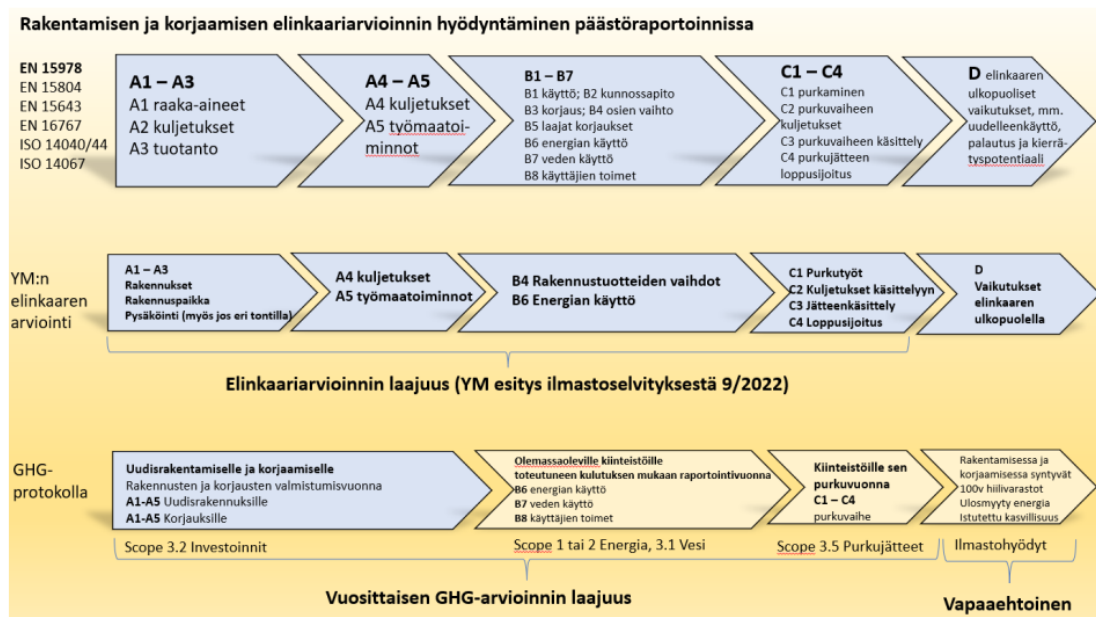 Rakentamisen ja korjaamisen elinkaariarvioinnin hyödyntäminen päästöraportoinnissa
EN 15978
EN 15804
EN 15643
EN 16767
ISO 14040/44
ISO 14067
A1 – A3
A1 raaka-aineet
A2 kuljetukset
A3 tuotanto
A4 – A5
A4 kuljetukset
A5 työmaatoi-
minnot
B1 – B7
B1 käyttö; B2 kunnossapito
B3 korjaus; B4 osien vaihto
B5 laajat korjaukset
B6 energian käyttö
B7 veden käyttö
B8 käyttäjien toimet
C1 – C4
C1 purkaminen
C2 purkuvaiheen
kuljetukset
C3 purkuvaiheen käsittely
C4 purkujätteen
loppusijoitus
D elinkaaren
ulkopuoliset
vaikutukset, mm.
uudelleenkäyttö,
palautus ja kierrä-
tyspotentiaali
YM:n
elinkaaren
arviointi
A1 – A3
Rakennukset
Rakennuspaikka
Pysäköinti (myös jos eri tontilla)
A4 kuljetukset
A5 työmaatoiminnot
B4 Rakennustuotteiden vaihdot
B6 Energian käyttö
C1 Purkutyöt
C2 Kuljetukset käsittelyyn
C3 Jätteenkäsittely
C4 Loppusijoitus
D
Vaikutukset
elinkaaren
ulkopuolella
Elinkaariarvioinnin laajuus (YM esitys ilmastoselvityksestä 9/2022)
GHG-
protokolla
Uudisrakentamiselle ja korjaamiselle
Rakennusten ja korjausten valmistumisvuonna
A1-A5 Uudisrakennuksille
A1-A5 Korjauksille
Olemassaoleville kiinteistöille
toteutuneen kulutuksen mukaan raportointivuonna
B6 energian käyttö
B7 veden käyttö
B8 käyttäjien toimet
Kiinteistöille sen
purkuvuonna
C1 – C4
purkuvaihe
Rakentamisessa ja
korjaamisessa syntyvät
100v hiilivarastot
Ulosmyyty energia
Istutettu kasvillisuus
Scope 3.2 Investoinnit
Scope 1 tai 2 Energia, 3.1 Vesi
Scope 3.5 Purkujätteet
Ilmastohyödyt
Vuosittaisen GHG-arvioinnin laajuus
Vapaaehtoinen